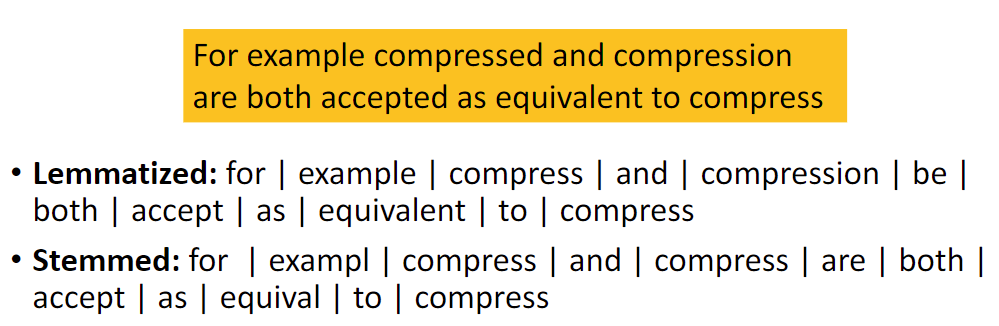 For example compressed and compression
are both accepted as equivalent to compress
• Lemmatized: for | example | compress | and | compression | be |
both | accept | as | equivalent | to | compress
• Stemmed: for | exampl | compress | and | compress | are | both |
accept | as | equival | to | compress